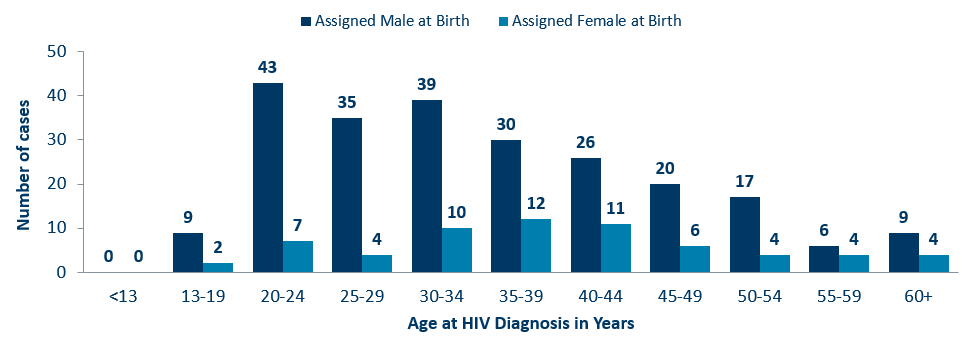 Assigned Male at Birth Assigned Female at Birth
Number of cases
50
40
30
20
10
0
0 0 9 2 43 7 35 4 39 10 30 12 26 11 20 6 17 4 6 4 9 4
<13 13-19 20-24 25-29 30-34 35-39 40-44 45-49 50-54 55-59 60+
Age at HIV Diagnosis in Years